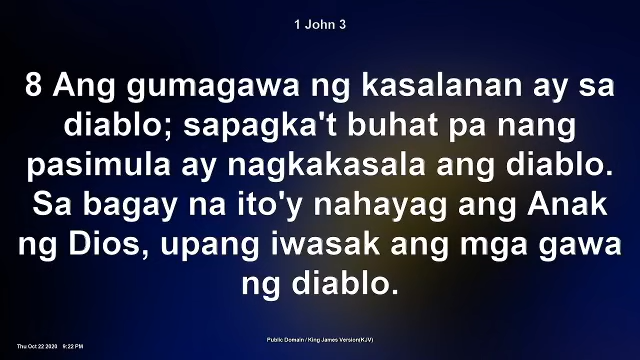 1 John 3
8 Ang gumagawa ng kasalanan ay sa
diablo; sapagka't buhat pa nang
pasimula ay nagkakasala ang diablo.
Sa bagay na ito'y nahayag ang Anak
ng Dios, upang iwasak ang mga gawa
ng diablo.
Public Domain / King James Version(KJV)
Thu Oct 22 2020 9:22 PM